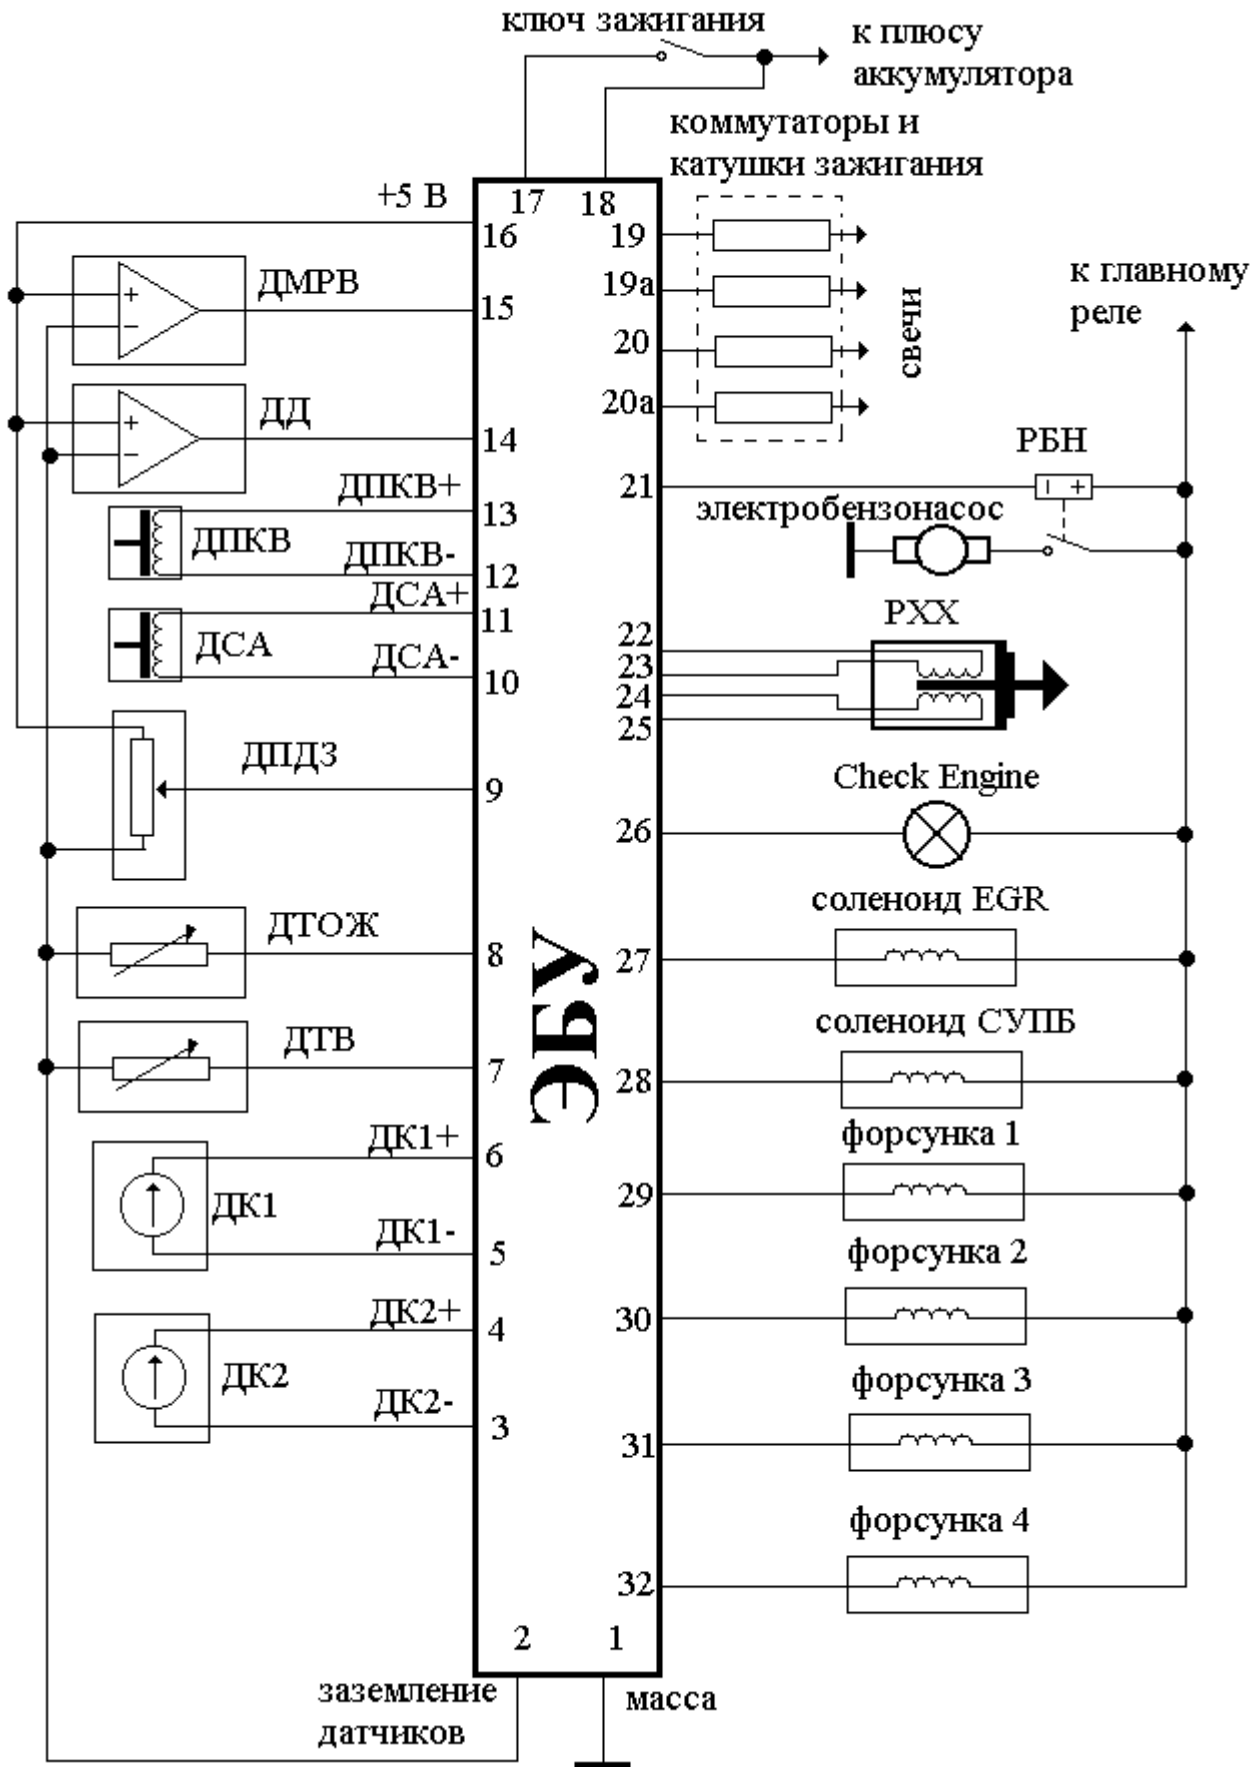 ключ зажигания
к плюсу
аккумулятора
коммутаторы и
катушки зажигания
+5 В
17
18
16
19
ДМРВ
15
19а
к главному
реле
20
свечи
20а
ДД
14
РБН
ДПКВ+
13
21
электробензонасос
ДПКВ
ДПКВ-
12
ДСА+
11
РХХ
22
ДСА
ДСА-
10
23
24
25
ДПДЗ
9
Check Engine
26
соленоид EGR
ДТОЖ
8
27
ЭБУ
соленоид СУПБ
ДТВ
7
28
форсунка 1
ДК1+
6
29
ДК1
ДК1-
5
форсунка 2
ДК2+
4
30
ДК2
форсунка 3
ДК2-
3
31
форсунка 4
32
2
1
заземление
датчиков
масса
+
−
+
−
− +